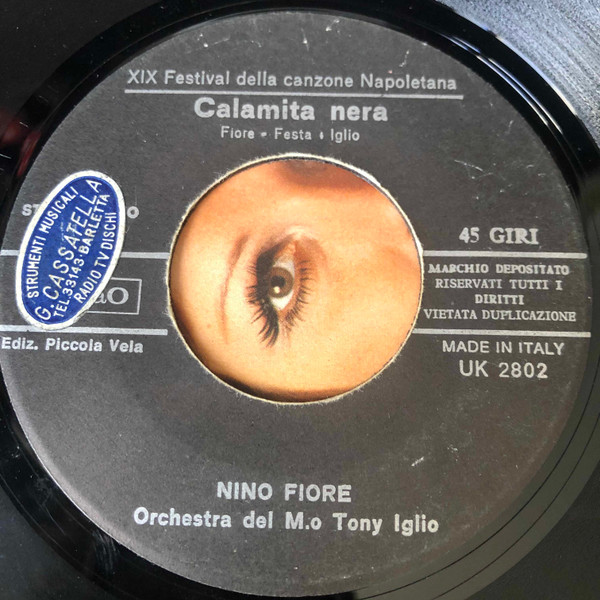 XIX Festival della canzone Napoletana
Calamita nera
Fiore - Festa - Iglio
STRUMENTI MUSICALI
G. CASSATELLA
TEL. 33143-BARLETTA
RADIO TV DISCHI
45 GIRI
MARCHIO DEPOSITATO
RISERVATI TUTTI I
DIRITTI
VIETATA DUPLICAZIONE
Ediz. Piccola Vela
MADE IN ITALY
UK 2802
NINO FIORE
Orchestra del M.o Tony Iglio